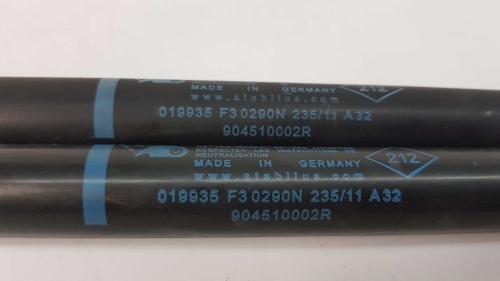 212
MADE IN GERMANY
www.stabilus.com
019935 F3 0290N 235/11 A32
904510002R
NEUTRALISATION
212
MADE IN GERMANY
www.stabilus.com
019935 F3 0290N 235/11 A32
904510002R